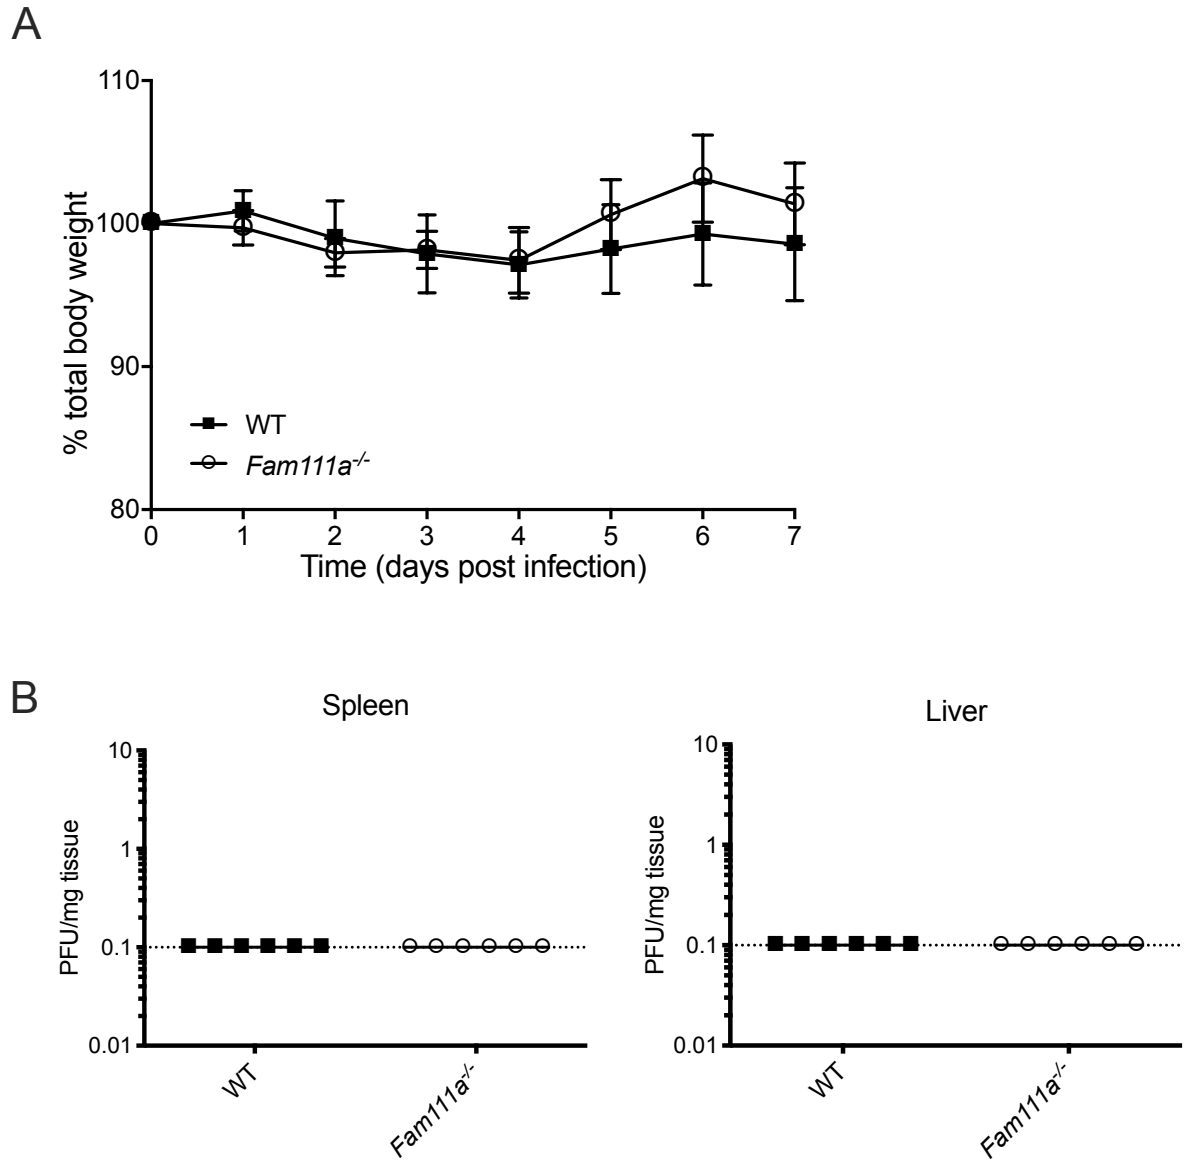 A
110
100
90
80
% total body weight
WT
Fam111a-/-
0 1 2 3 4 5 6 7
Time (days post infection)
B
Spleen
10
1
0.1
0.01
PFU/mg tissue
WT
Fam111a-/-
Liver
10
1
0.1
0.01
PFU/mg tissue
WT
Fam111a-/-